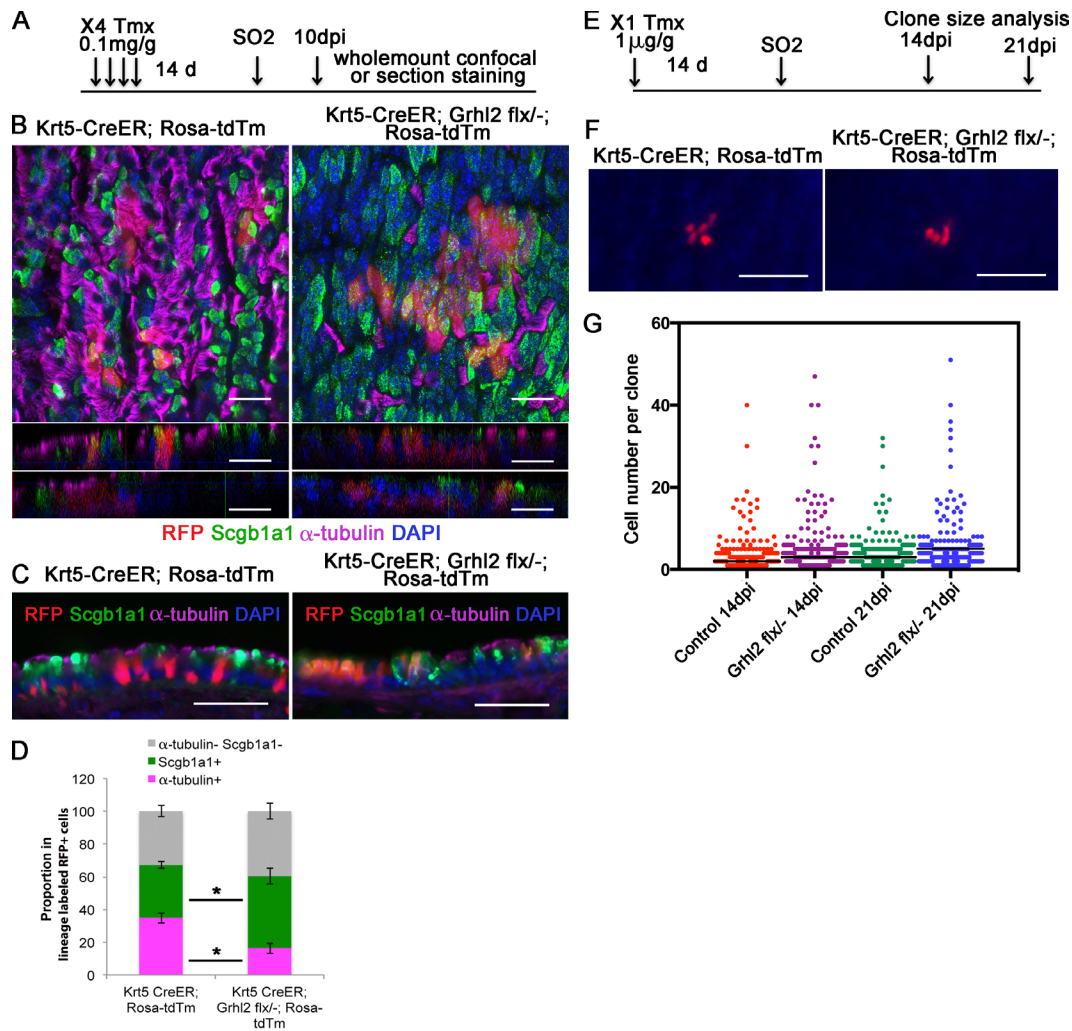 A
X4 Tmx
0.1mg/g
14 d
SO2
10dpi
wholemount confocal
or section staining
B
Krt5-CreER; Rosa-tdTm
Krt5-CreER; Grhl2 flx/-;
Rosa-tdTm
RFP Scgb1a1 α-tubulin DAPI
C
Krt5-CreER; Rosa-tdTm
Krt5-CreER; Grhl2 flx/-;
Rosa-tdTm
RFP Scgb1a1 α-tubulin DAPI
RFP Scgb1a1 α-tubulin DAPI
D
α-tubulin- Scgb1a1-
Scgb1a1+
α-tubulin+
Proportion in
lineage labeled RFP+ cells
120
100
80
60
40
20
0
*
*
Krt5 CreER;
Rosa-tdTm
Krt5 CreER;
Grhl2 flx/-; Rosa-
tdTm
E
X1 Tmx
1μg/g
14 d
SO2
Clone size analysis
14dpi
21dpi
F
Krt5-CreER; Rosa-tdTm
Krt5-CreER; Grhl2 flx/-;
Rosa-tdTm
G
Cell number per clone
60
40
20
0
Control 14dpi
Grhl2 flx/- 14dpi
Control 21dpi
Grhl2 flx/- 21dpi